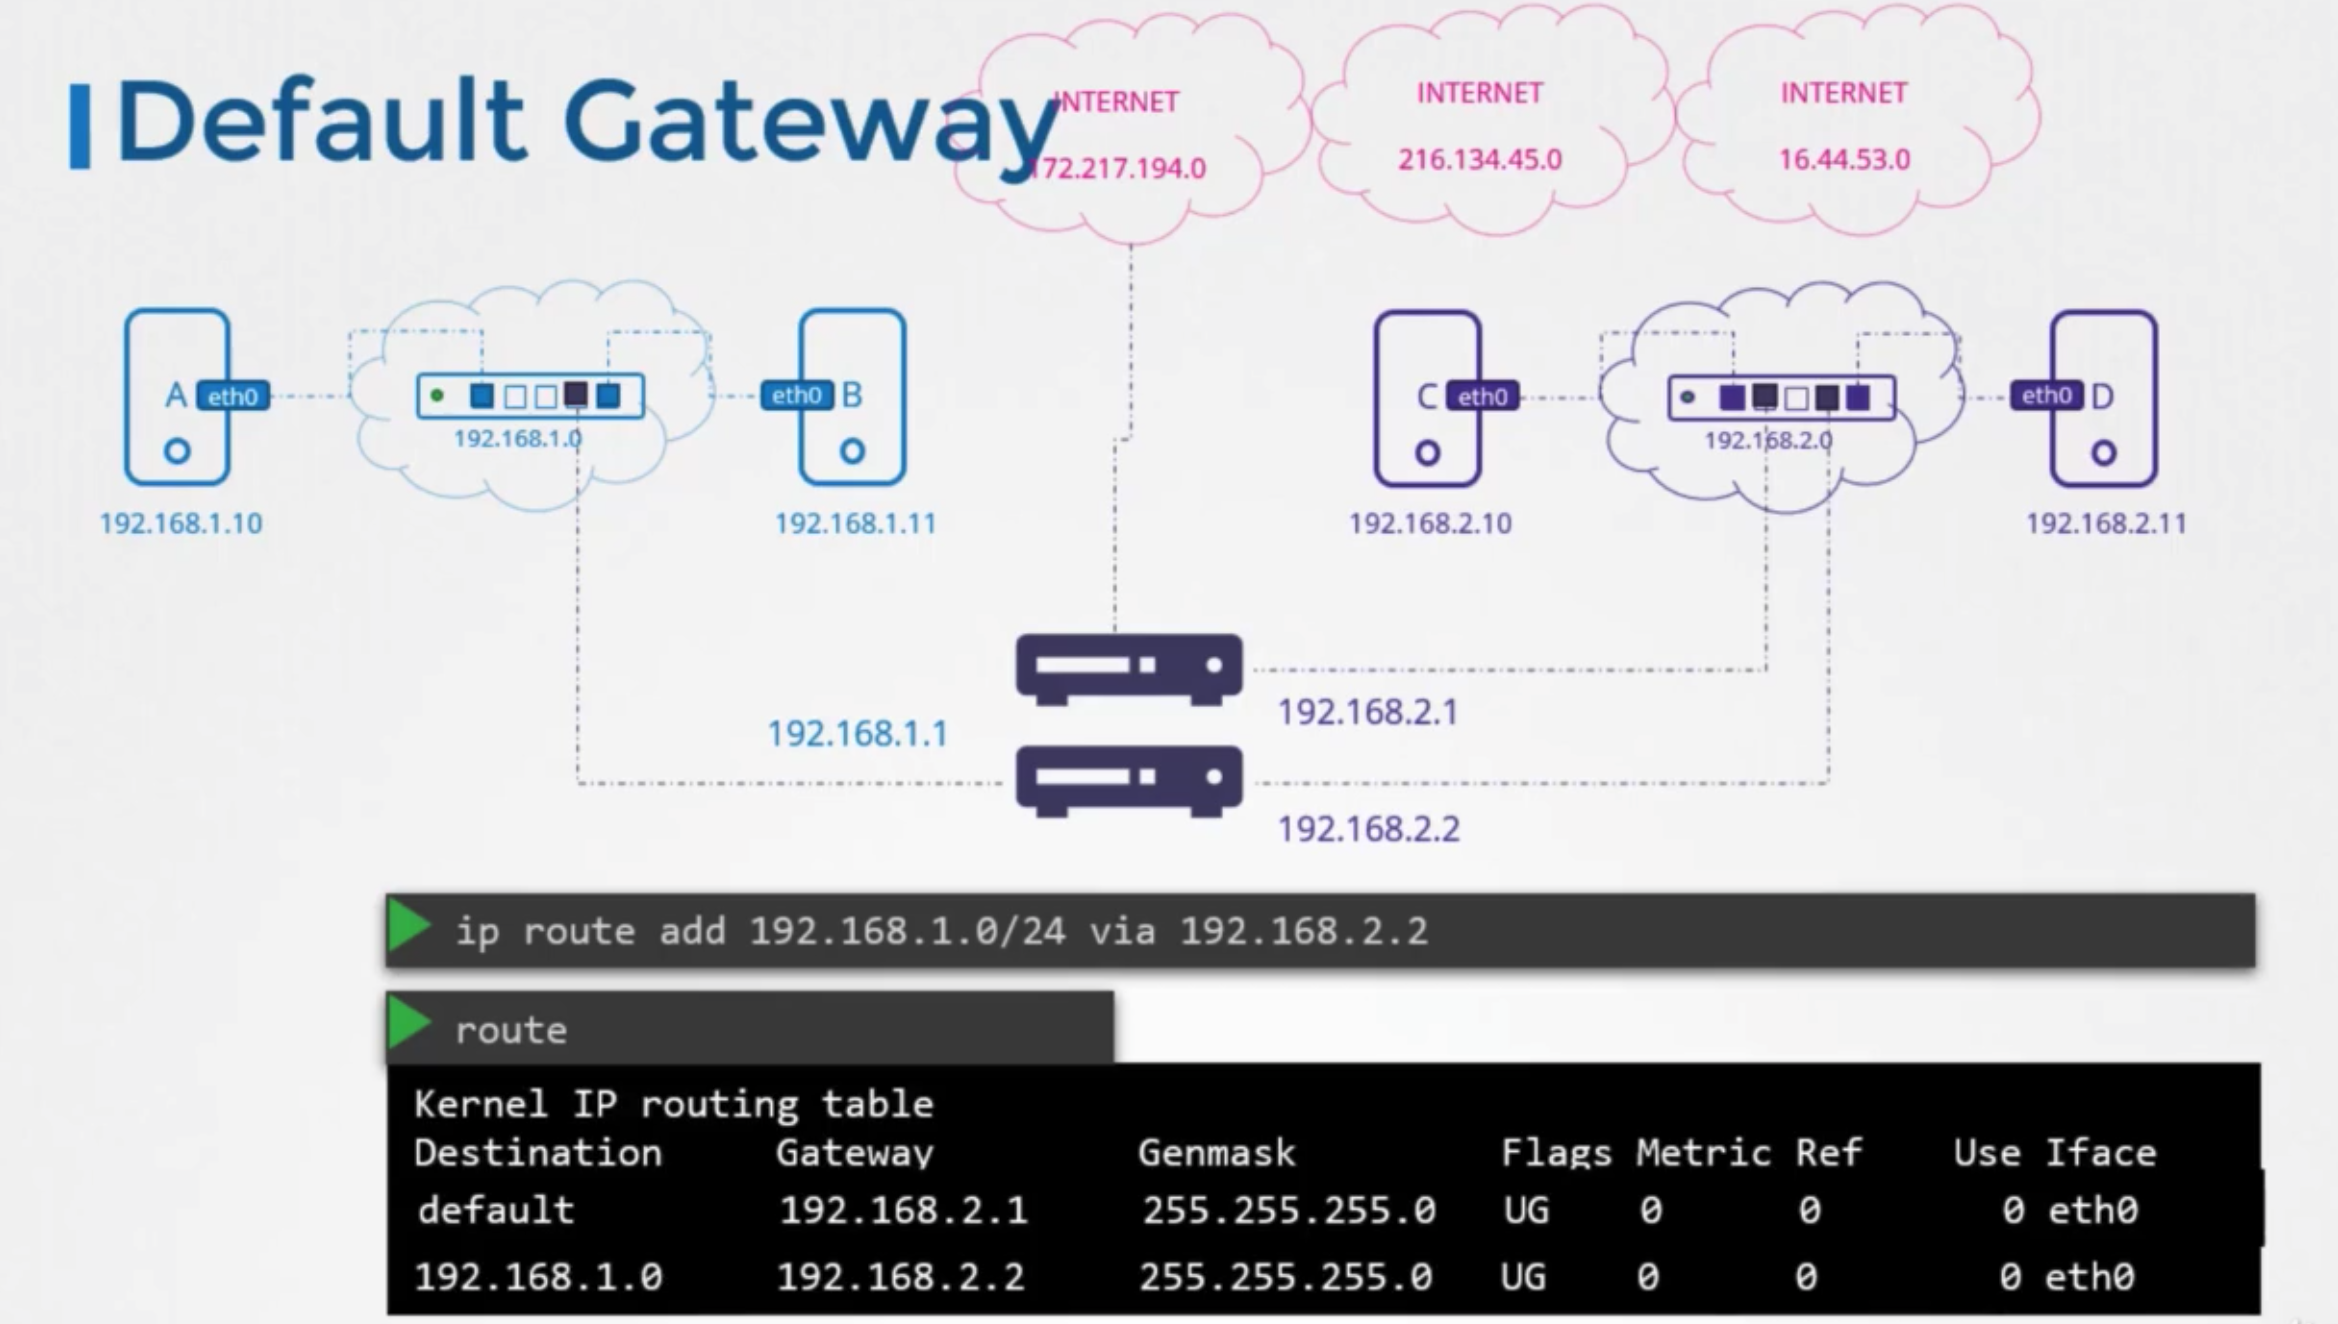 Default Gateway
INTERNET
172.217.194.0
INTERNET
216.134.45.0
INTERNET
16.44.53.0
A eth0
192.168.1.10
192.168.1.0
eth0 B
192.168.1.11
C eth0
192.168.2.10
192.168.2.0
eth0 D
192.168.2.11
192.168.1.1
192.168.2.1
192.168.2.2
ip route add 192.168.1.0/24 via 192.168.2.2
route
Kernel IP routing table
Destination Gateway Genmask Flags Metric Ref Use Iface
default 192.168.2.1 255.255.255.0 UG 0 0 0 eth0
192.168.1.0 192.168.2.2 255.255.255.0 UG 0 0 0 eth0